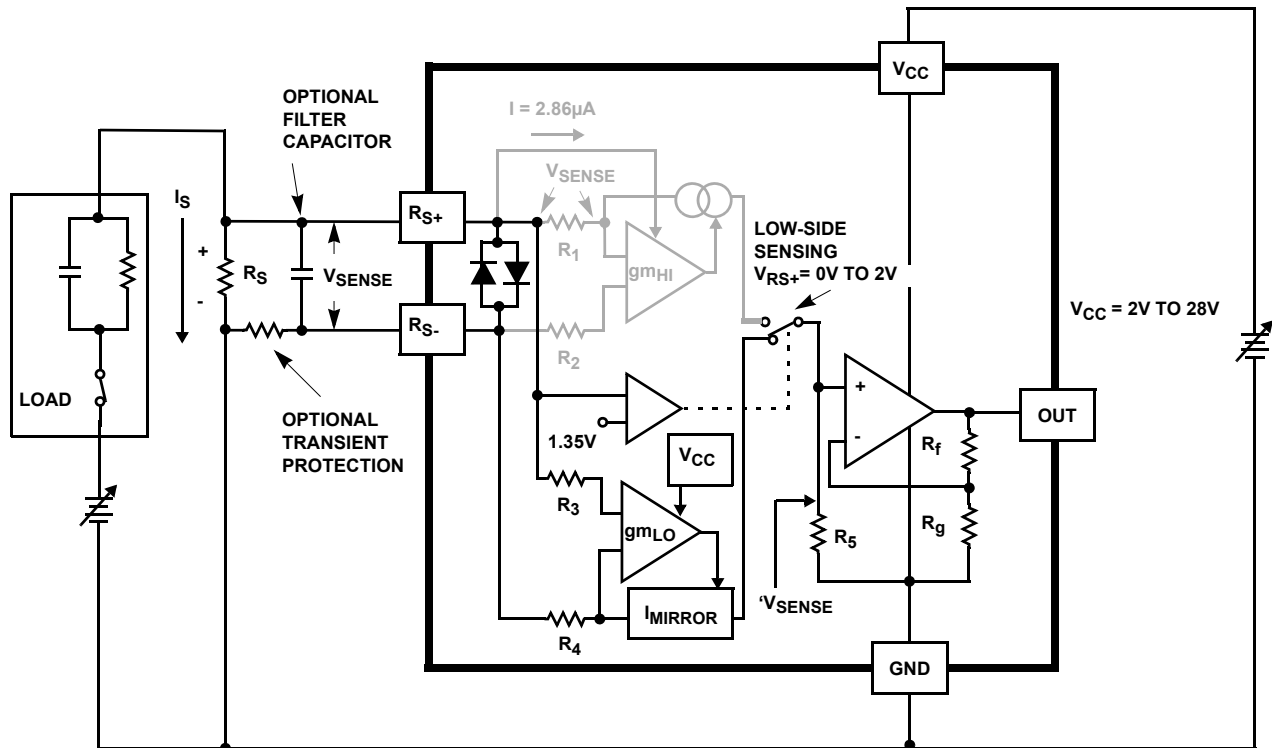 OPTIONAL
FILTER
CAPACITOR
I = 2.86µA
VCC
VSENSE
IS
RS+
+
RS
-
VSENSE
R1
gmHI
LOW-SIDE
SENSING
VRS+= 0V TO 2V
VCC = 2V TO 28V
RS-
R2
LOAD
OPTIONAL
TRANSIENT
PROTECTION
1.35V
VCC
+
-
OUT
Rf
R3
gmLO
R5
Rg
'VSENSE
R4
IMIRROR
GND